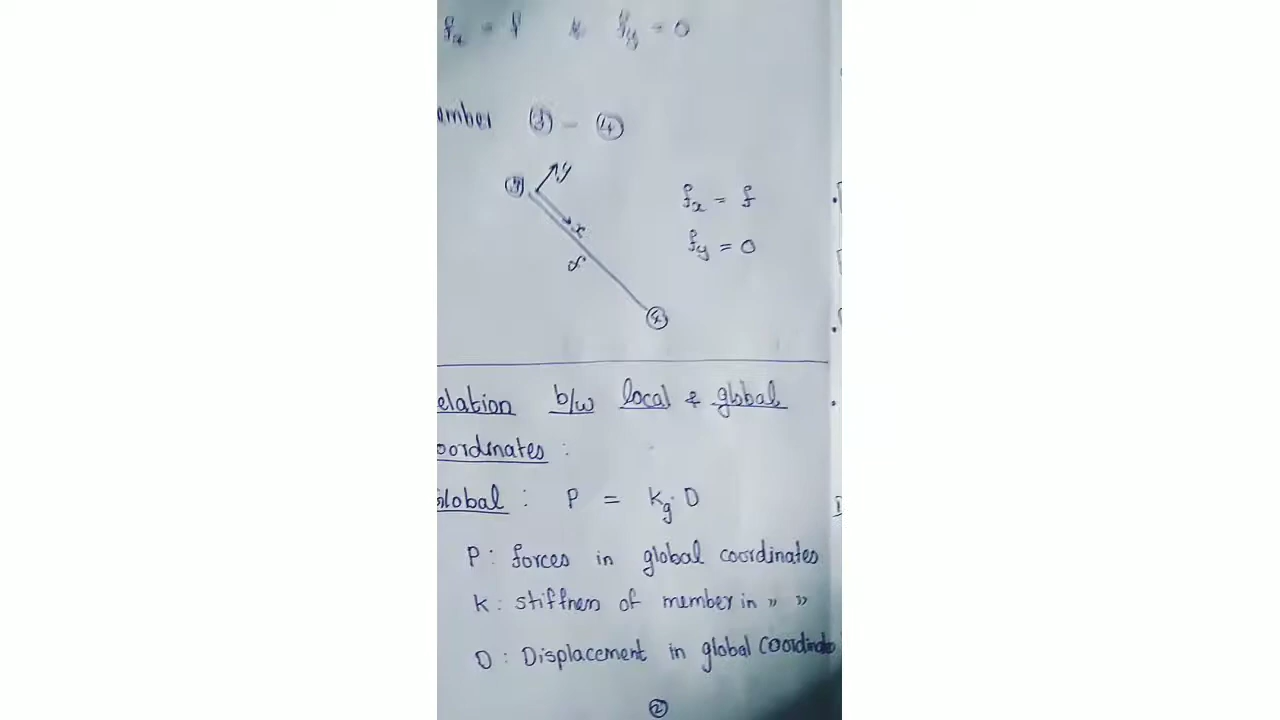 fx = f & fy = 0
ember ③ - ④
③ y
fx = f
x
fy = 0
④
elation b/w local & global
oordinates :
lobal : P = Kg. D
P : forces in global coordinates
K : stiffness of member in " "
D : Displacement in global coordinate
②